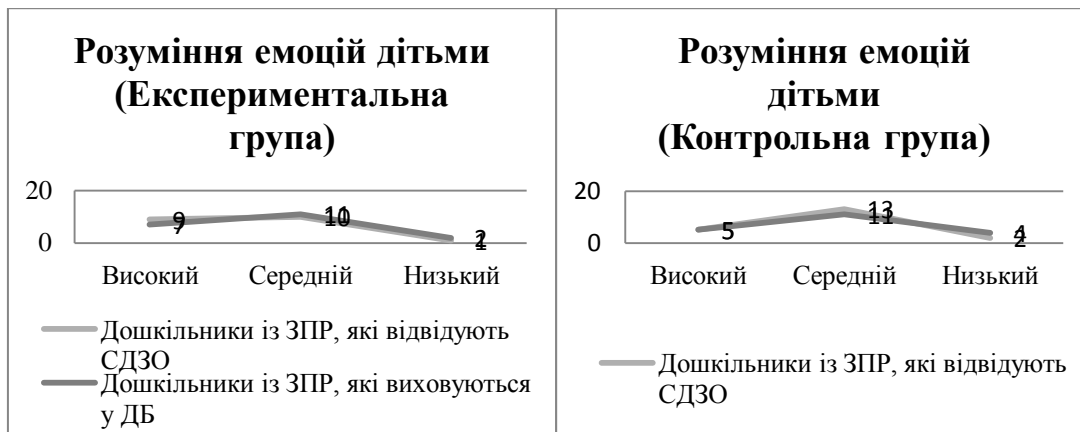 Розуміння емоцій дітьми
(Експериментальна
група)
20
0
9
7
11
10
2
1
Високий
Середній
Низький
Дошкільники із ЗПР, які відвідують
СДЗО
Дошкільники із ЗПР, які виховуються
у ДБ
Розуміння емоцій
дітьми
(Контрольна група)
20
0
5
13
11
4
2
Високий
Середній
Низький
Дошкільники із ЗПР, які відвідують
СДЗО